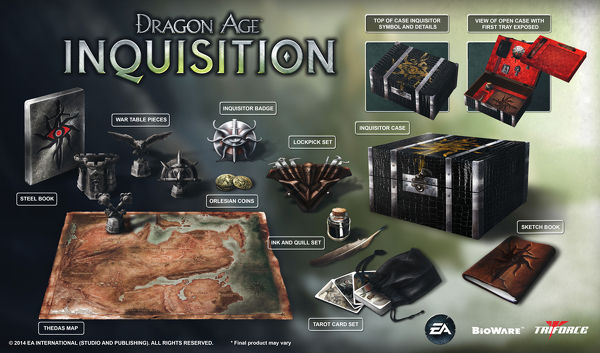 DRAGON AGE
INQUISITION
TOP OF CASE INQUISITOR
SYMBOL AND DETAILS
VIEW OF OPEN CASE WITH
FIRST TRAY EXPOSED
WAR TABLE PIECES
INQUISITOR BADGE
LOCKPICK SET
INQUISITOR CASE
STEEL BOOK
ORLESIAN COINS
INK AND QUILL SET
SKETCH BOOK
TAROT CARD SET
THEDAS MAP
EA
BIOWARE™
TRIFORCE
© 2014 EA INTERNATIONAL (STUDIO AND PUBLISHING). ALL RIGHTS RESERVED.
* Final product may vary